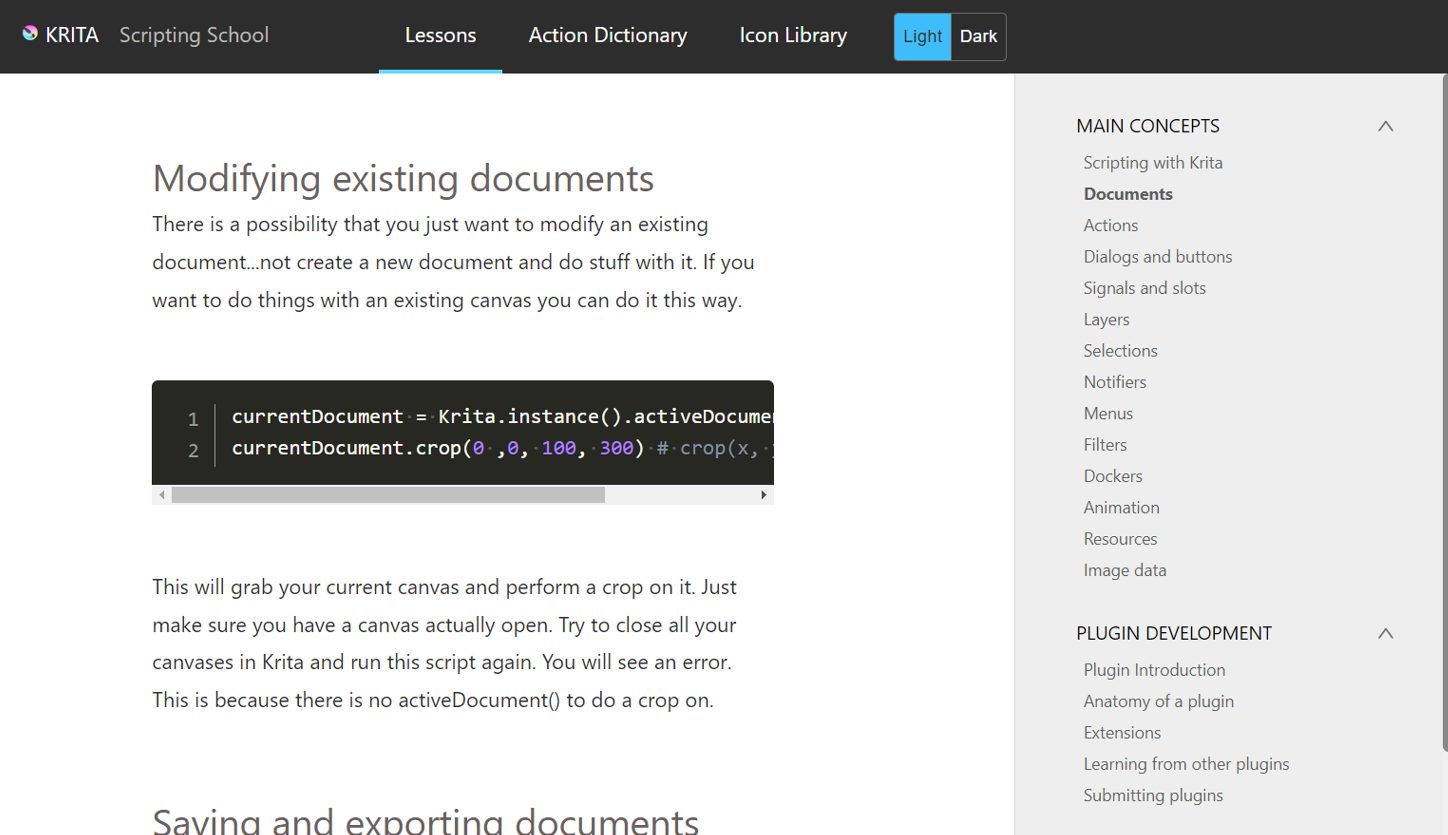 KRITA Scripting School Lessons Action Dictionary Icon Library Light Dark
Modifying existing documents
There is a possibility that you just want to modify an existing
document...not create a new document and do stuff with it. If you
want to do things with an existing canvas you can do it this way.
1 currentDocument = Krita.instance().activeDocume
2 currentDocument.crop(0 ,0, 100, 300) # crop(x,
This will grab your current canvas and perform a crop on it. Just
make sure you have a canvas actually open. Try to close all your
canvases in Krita and run this script again. You will see an error.
This is because there is no activeDocument() to do a crop on.
Saving and exporting documents
MAIN CONCEPTS
Scripting with Krita
Documents
Actions
Dialogs and buttons
Signals and slots
Layers
Selections
Notifiers
Menus
Filters
Dockers
Animation
Resources
Image data
PLUGIN DEVELOPMENT
Plugin Introduction
Anatomy of a plugin
Extensions
Learning from other plugins
Submitting plugins